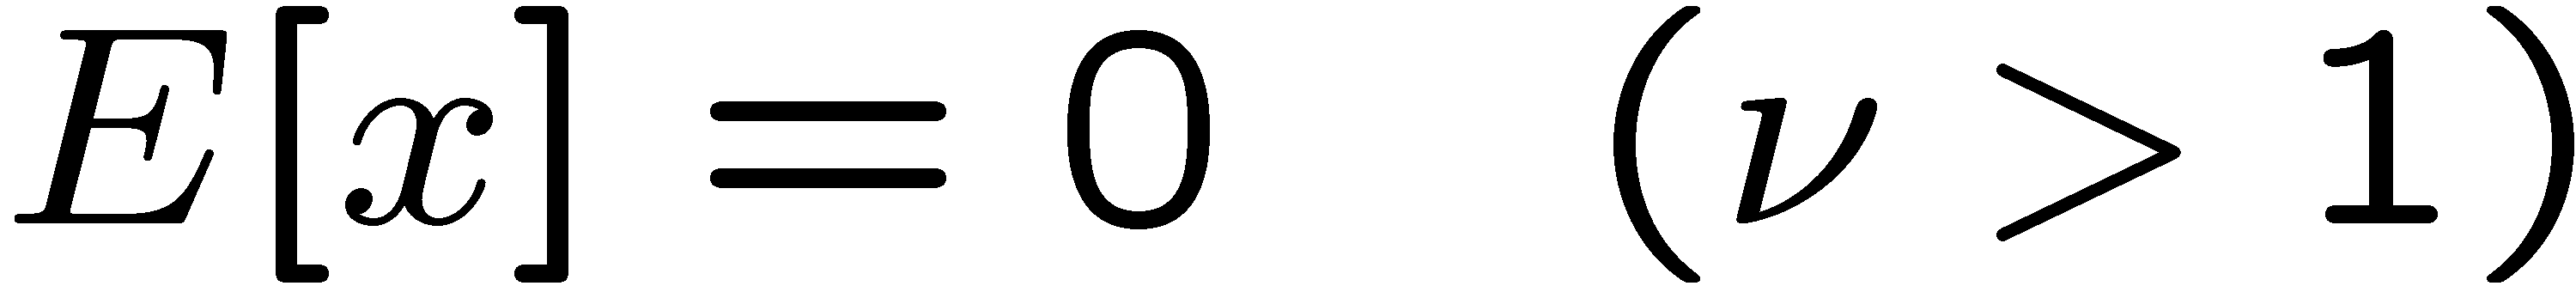 E[x] = 0 (ν > 1)